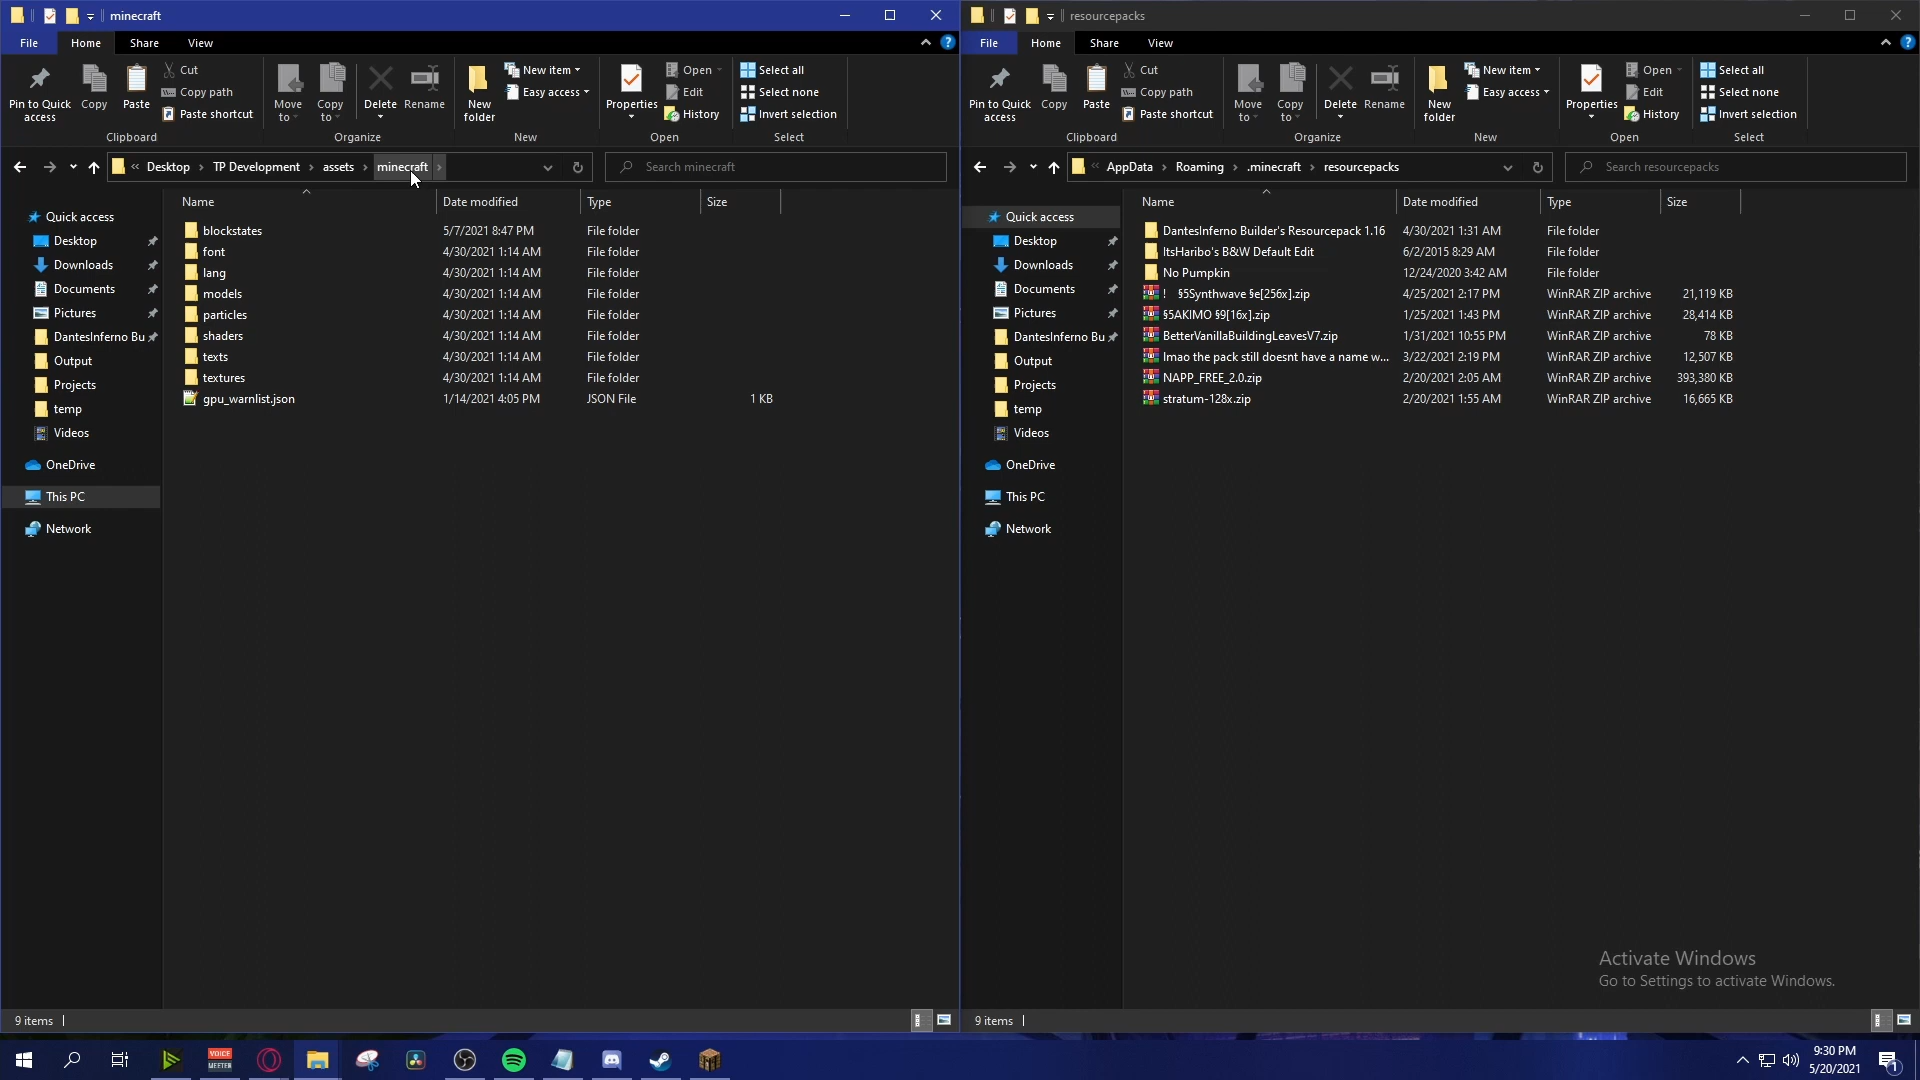 minecraft
File Home Share View
Pin to Quick access
Copy
Paste
Cut
Copy path
Paste shortcut
Clipboard
Move to
Copy to
Delete
Rename
Organize
New folder
New item
Easy access
New
Properties
Open
Edit
History
Open
Select all
Select none
Invert selection
Select
Desktop TP Development assets minecraft
Search minecraft
Quick access
Desktop
Downloads
Documents
Pictures
DantesInferno Bu
Output
Projects
temp
Videos
OneDrive
This PC
Network
Name Date modified Type Size
blockstates 5/7/2021 8:47 PM File folder
font 4/30/2021 1:14 AM File folder
lang 4/30/2021 1:14 AM File folder
models 4/30/2021 1:14 AM File folder
particles 4/30/2021 1:14 AM File folder
shaders 4/30/2021 1:14 AM File folder
texts 4/30/2021 1:14 AM File folder
textures 4/30/2021 1:14 AM File folder
gpu_warnlist.json 1/14/2021 4:05 PM JSON File 1 KB
9 items
resourcepacks
File Home Share View
Pin to Quick access
Copy
Paste
Cut
Copy path
Paste shortcut
Clipboard
Move to
Copy to
Delete
Rename
Organize
New folder
New item
Easy access
New
Properties
Open
Edit
History
Open
Select all
Select none
Invert selection
Select
AppData Roaming .minecraft resourcepacks
Search resourcepacks
Quick access
Desktop
Downloads
Documents
Pictures
DantesInferno Bu
Output
Projects
temp
Videos
OneDrive
This PC
Network
Name Date modified Type Size
DantesInferno Builder's Resourcepack 1.16 4/30/2021 1:31 AM File folder
ItsHaribo's B&W Default Edit 6/2/2015 8:29 AM File folder
No Pumpkin 12/24/2020 3:42 AM File folder
! §5Synthwave §e[256x].zip 4/25/2021 2:17 PM WinRAR ZIP archive 21,119 KB
§5AKIMO §9[16x].zip 1/25/2021 1:43 PM WinRAR ZIP archive 28,414 KB
BetterVanillaBuildingLeavesV7.zip 1/31/2021 10:55 PM WinRAR ZIP archive 78 KB
lmao the pack still doesnt have a name w... 3/22/2021 2:19 PM WinRAR ZIP archive 12,507 KB
NAPP_FREE_2.0.zip 2/20/2021 2:05 AM WinRAR ZIP archive 393,380 KB
stratum-128x.zip 2/20/2021 1:55 AM WinRAR ZIP archive 16,665 KB
Activate Windows
Go to Settings to activate Windows.
9 items
VOICE MEETER
9:30 PM
5/20/2021
1